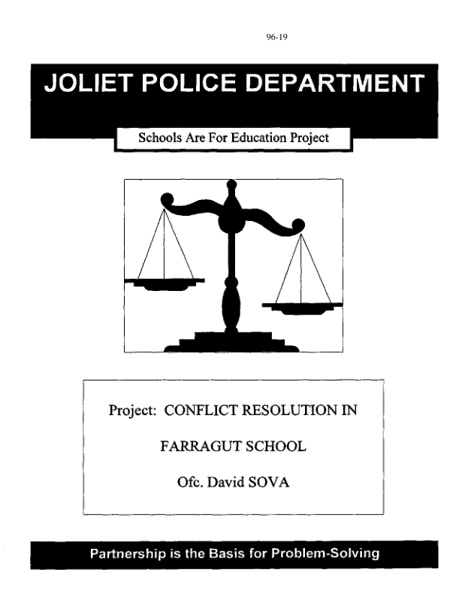 96-19
JOLIET POLICE DEPARTMENT
Schools Are For Education Project
Project: CONFLICT RESOLUTION IN
FARRAGUT SCHOOL
Ofc. David SOVA
Partnership is the Basis for Problem-Solving